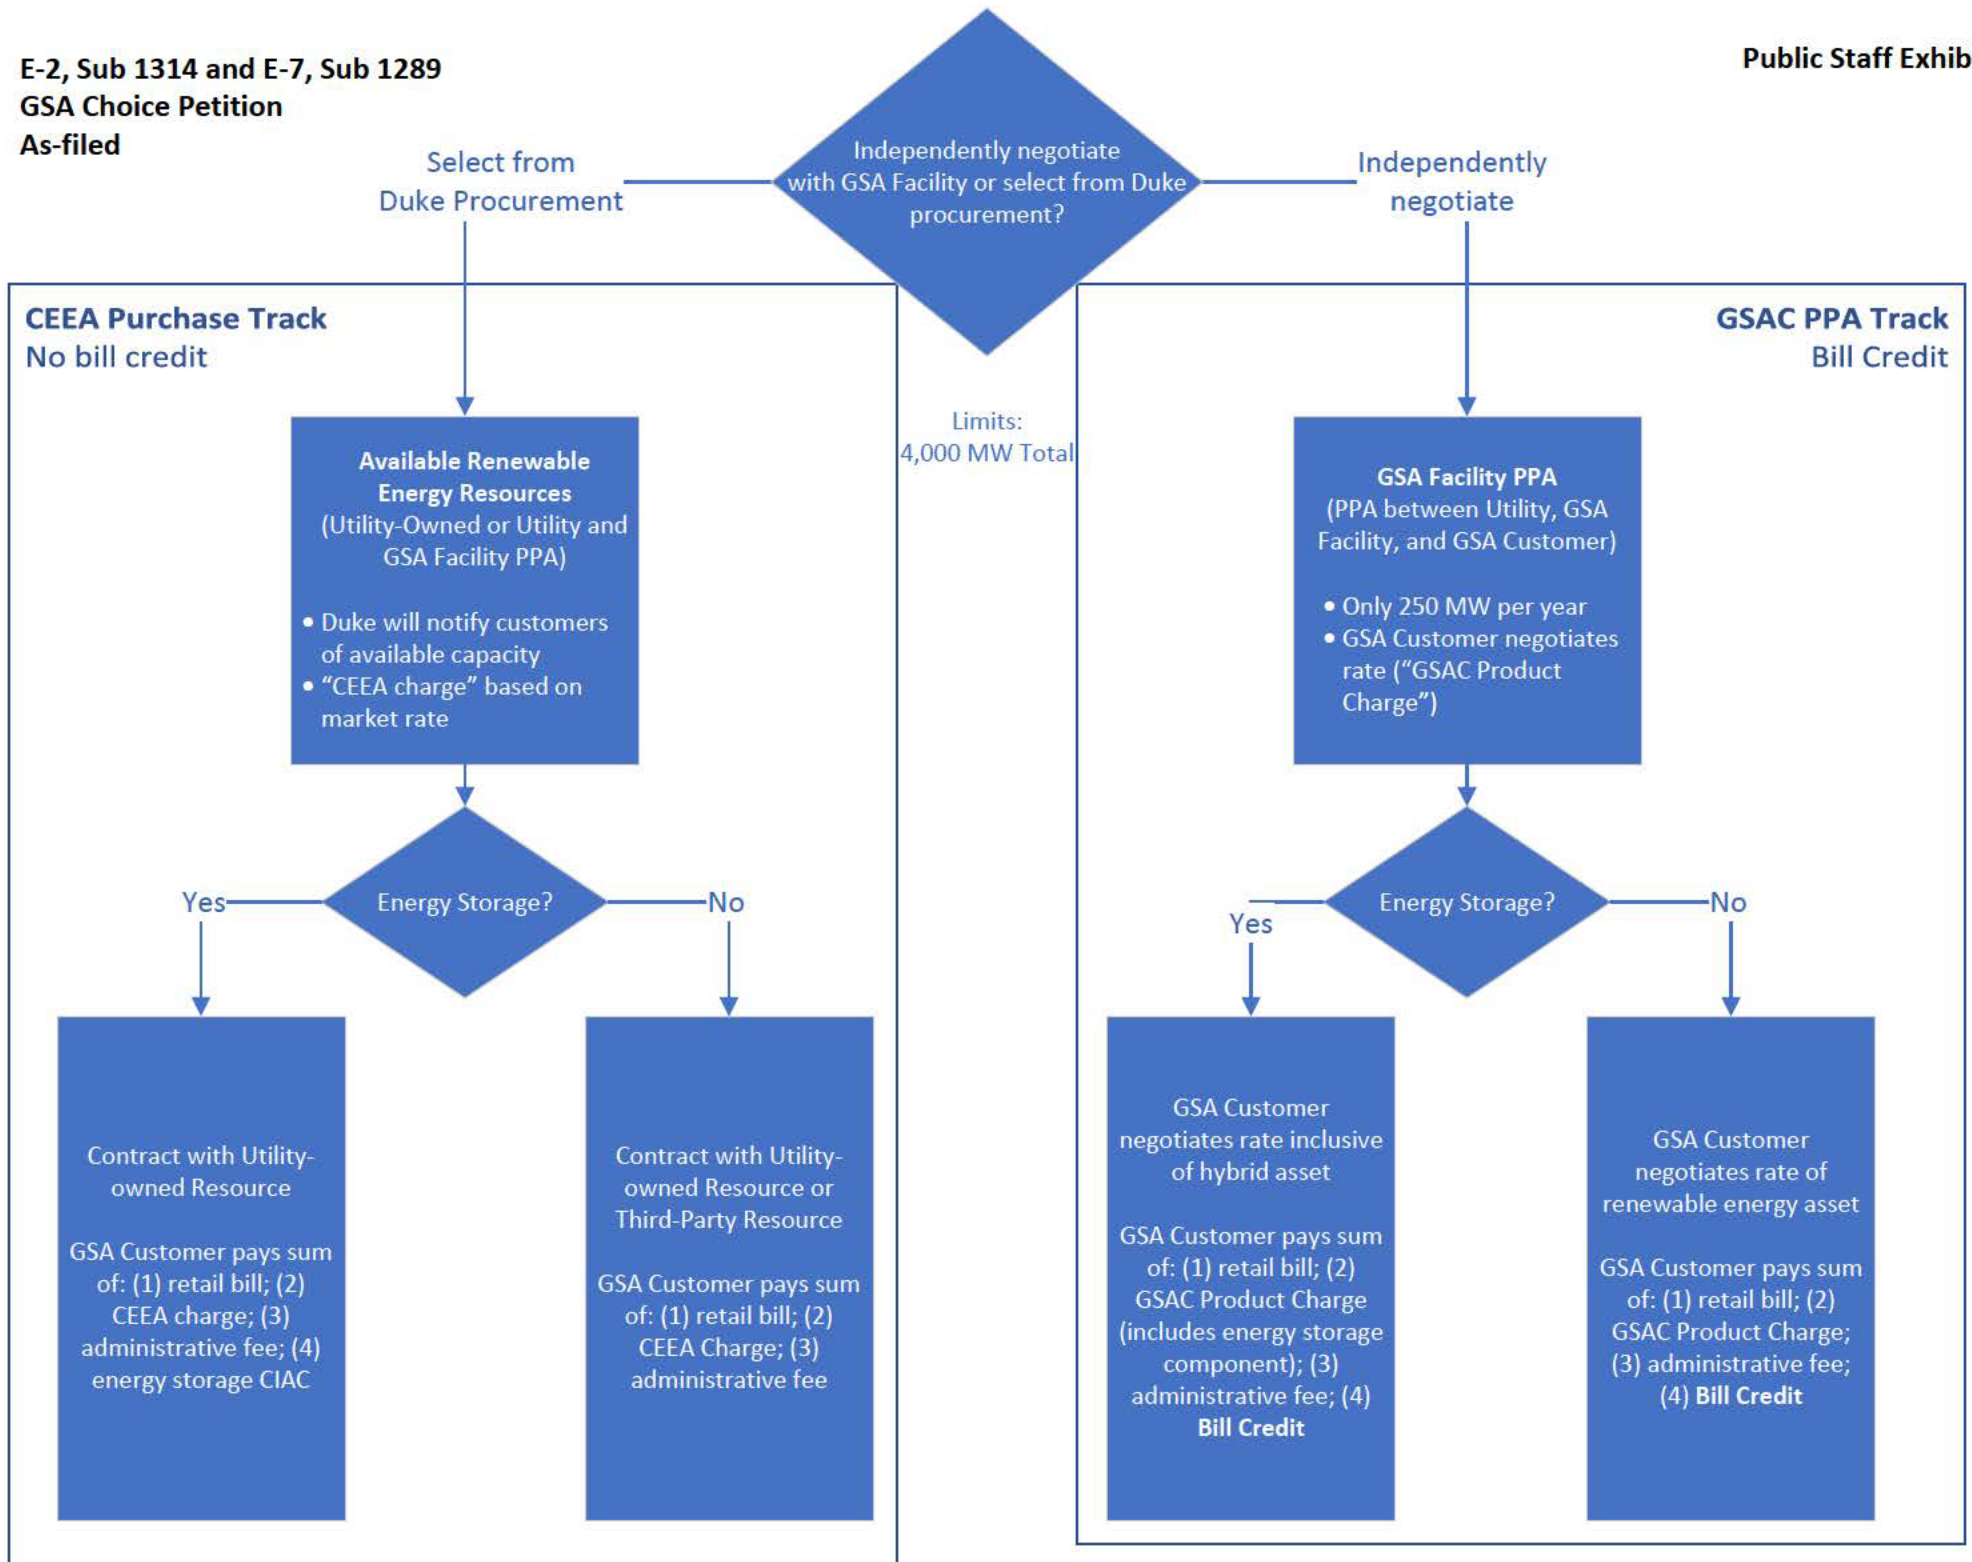 E-2, Sub 1314 and E-7, Sub 1289
GSA Choice Petition
As-filed
Public Staff Exhib
Independently negotiate
with GSA Facility or select from Duke
procurement?
Select from
Duke Procurement
Independently
negotiate
CEEA Purchase Track
No bill credit
GSAC PPA Track
Bill Credit
Limits:
4,000 MW Total
Available Renewable
Energy Resources
(Utility-Owned or Utility and
GSA Facility PPA)
• Duke will notify customers
of available capacity
• “CEEA charge” based on
market rate
GSA Facility PPA
(PPA between Utility, GSA
Facility, and GSA Customer)
• Only 250 MW per year
• GSA Customer negotiates
rate (“GSAC Product
Charge”)
Yes
Energy Storage?
No
Yes
Energy Storage?
No
Contract with Utility-
owned Resource
GSA Customer pays sum
of: (1) retail bill; (2)
CEEA charge; (3)
administrative fee; (4)
energy storage CIAC
Contract with Utility-
owned Resource or
Third-Party Resource
GSA Customer pays sum
of: (1) retail bill; (2)
CEEA Charge; (3)
administrative fee
GSA Customer
negotiates rate inclusive
of hybrid asset
GSA Customer pays sum
of: (1) retail bill; (2)
GSAC Product Charge
(includes energy storage
component); (3)
administrative fee; (4)
Bill Credit
GSA Customer
negotiates rate of
renewable energy asset
GSA Customer pays sum
of: (1) retail bill; (2)
GSAC Product Charge;
(3) administrative fee;
(4) Bill Credit